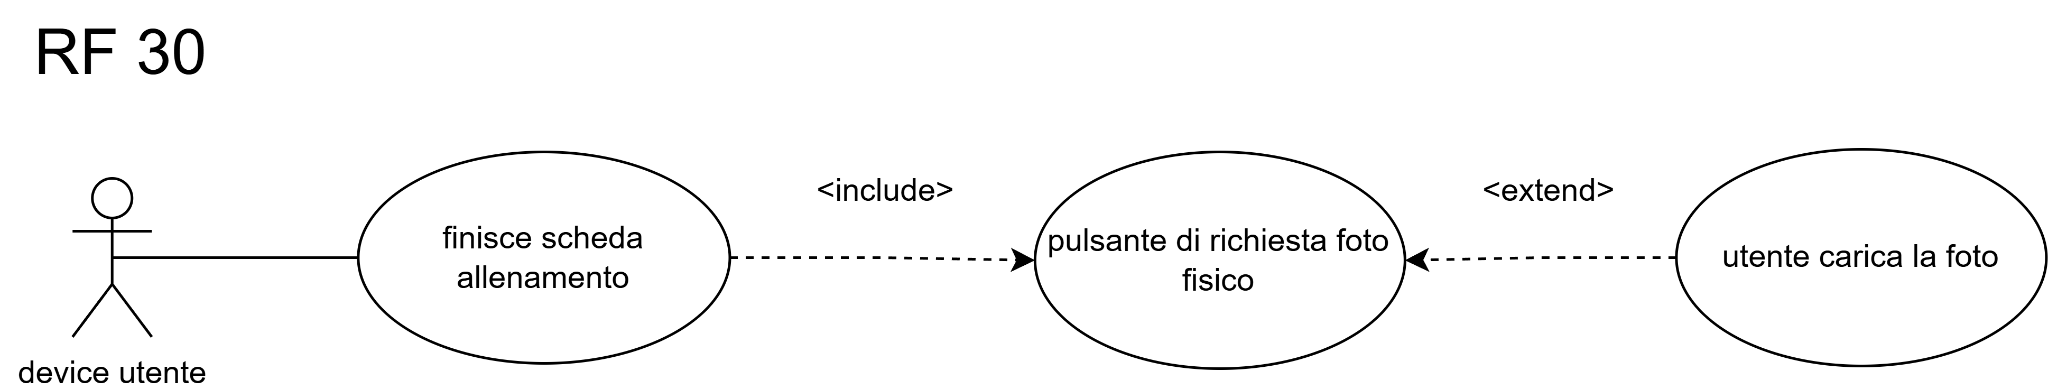 RF 30
<include>
<extend>
finisce scheda
allenamento
pulsante di richiesta foto
fisico
utente carica la foto
device utente